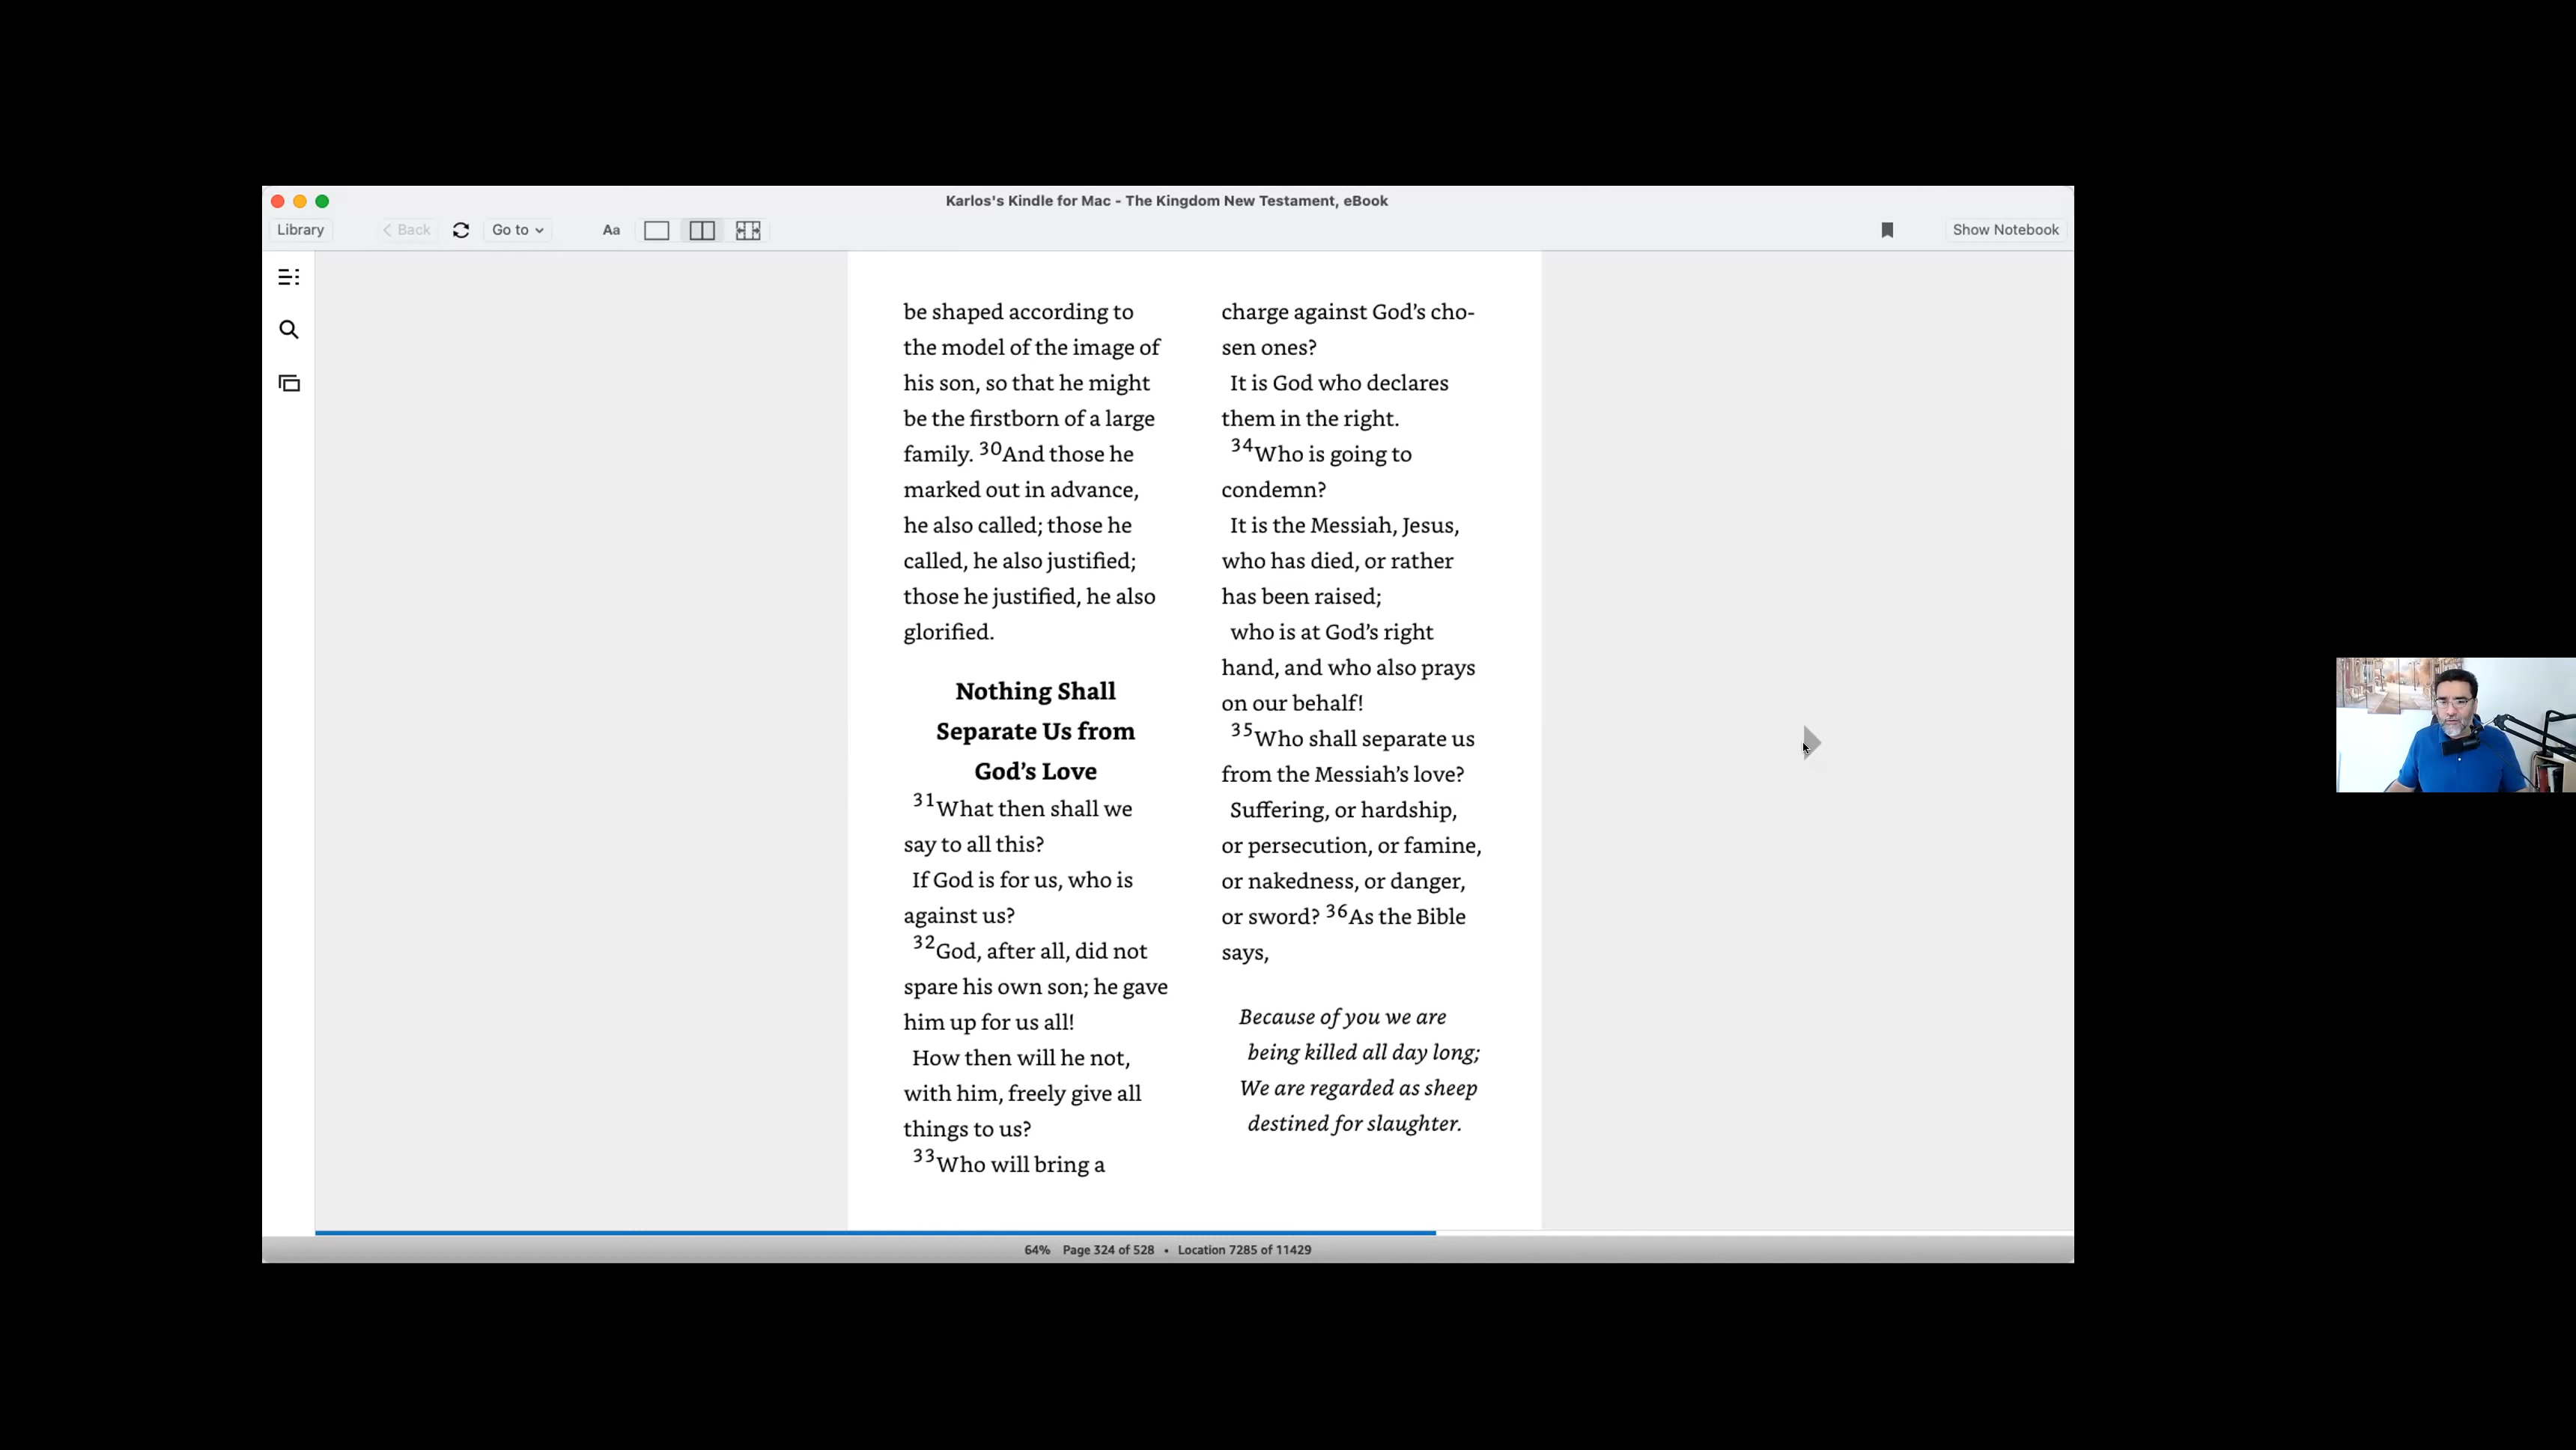 Karlos's Kindle for Mac - The Kingdom New Testament, eBook
Library
Back
Go to
Aa
Show Notebook
be shaped according to
the model of the image of
his son, so that he might
be the firstborn of a large
family. 30And those he
marked out in advance,
he also called; those he
called, he also justified;
those he justified, he also
glorified.
Nothing Shall
Separate Us from
God’s Love
31What then shall we
say to all this?
If God is for us, who is
against us?
32God, after all, did not
spare his own son; he gave
him up for us all!
How then will he not,
with him, freely give all
things to us?
33Who will bring a
charge against God’s cho-
sen ones?
It is God who declares
them in the right.
34Who is going to
condemn?
It is the Messiah, Jesus,
who has died, or rather
has been raised;
who is at God’s right
hand, and who also prays
on our behalf!
35Who shall separate us
from the Messiah’s love?
Suffering, or hardship,
or persecution, or famine,
or nakedness, or danger,
or sword? 36As the Bible
says,
Because of you we are
being killed all day long;
We are regarded as sheep
destined for slaughter.
64% Page 324 of 528 • Location 7285 of 11429